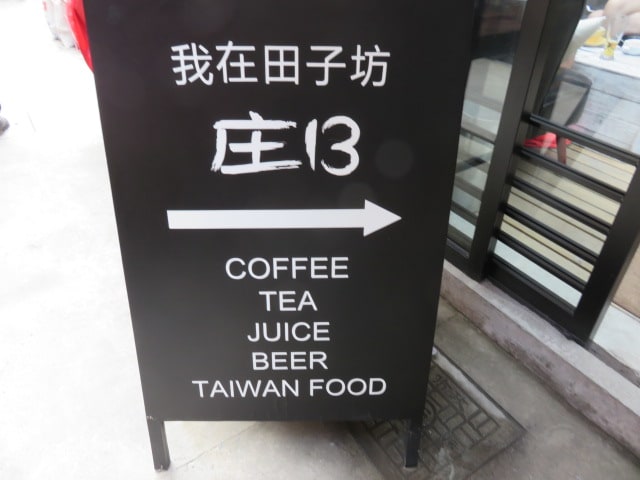 我在田子坊
庄13
COFFEE
TEA
JUICE
BEER
TAIWAN FOOD